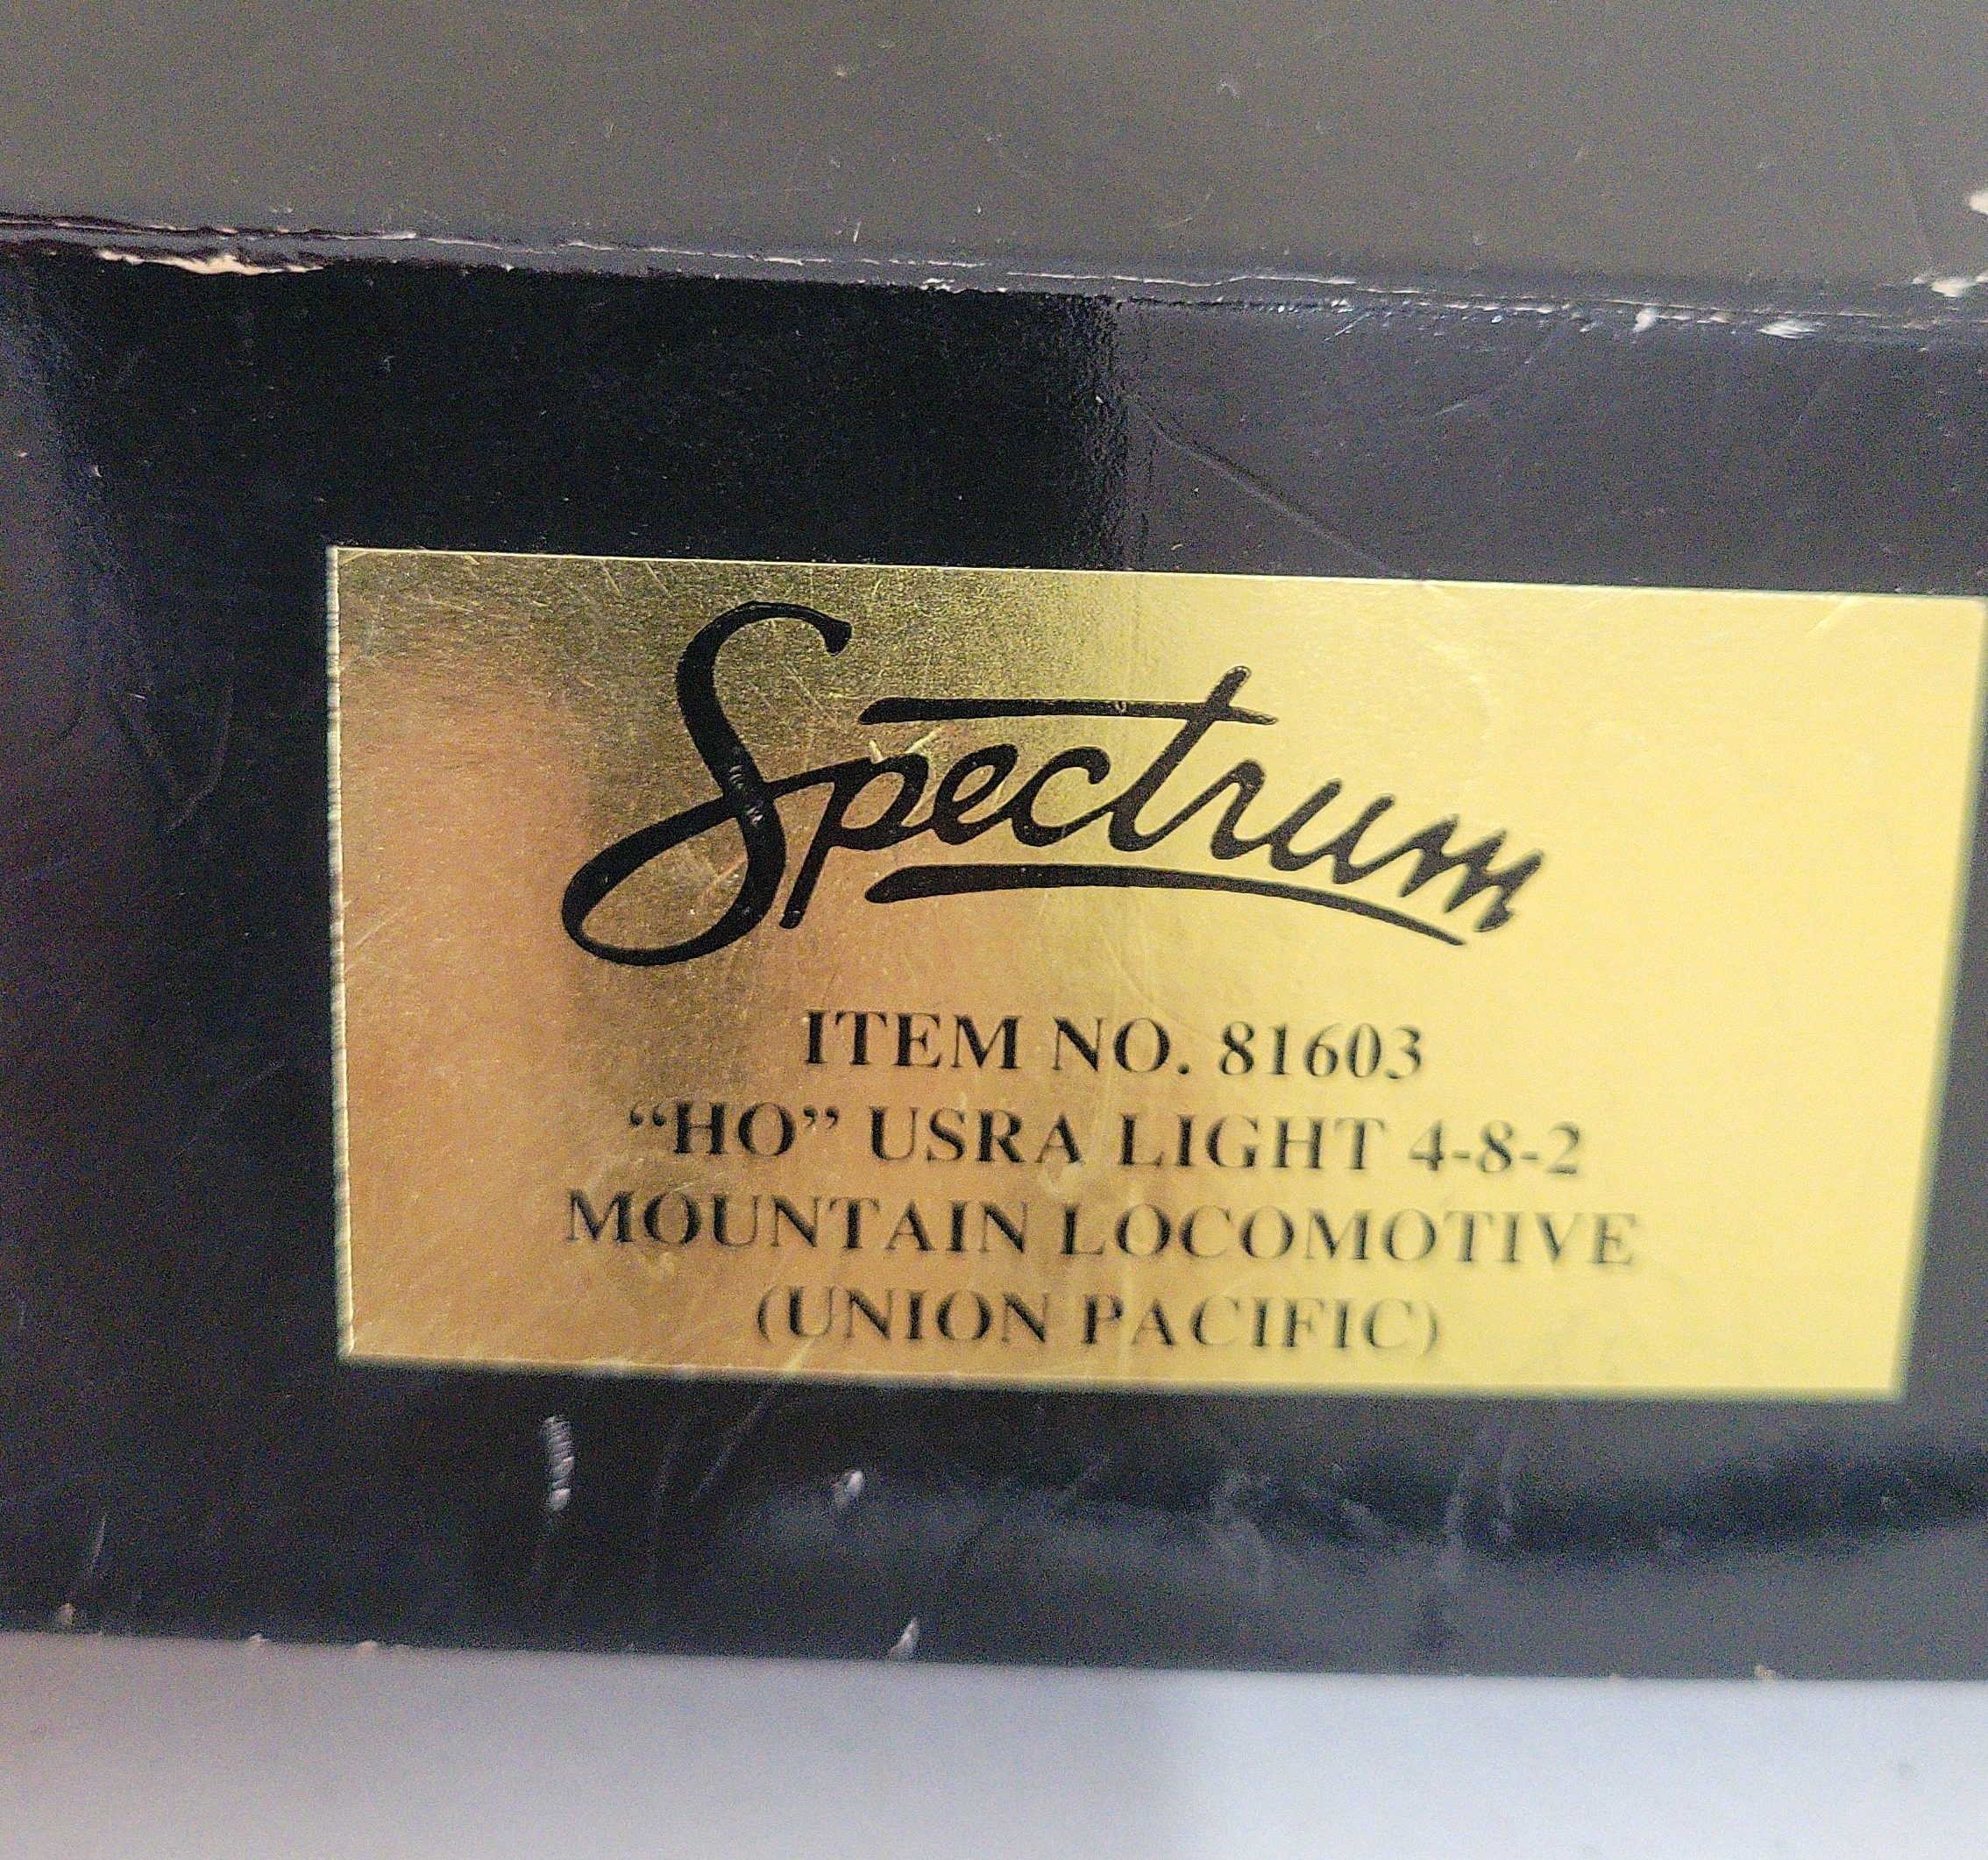 Spectrum
ITEM NO. 81603
“HO” USRA LIGHT 4-8-2
MOUNTAIN LOCOMOTIVE
(UNION PACIFIC)